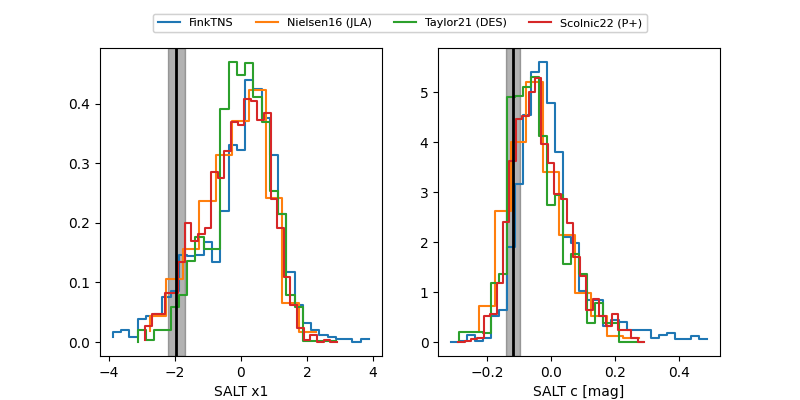 FinkTNS Nielsen16 (JLA) Taylor21 (DES) Scolnic22 (P+)
0.4
0.3
0.2
0.1
0.0
−4 −2 0 2 4
SALT x1
5
4
3
2
1
0
−0.2 0.0 0.2 0.4
SALT c [mag]